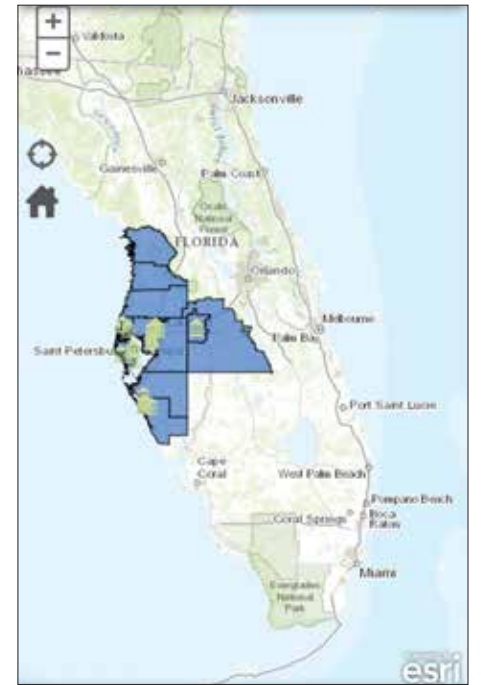 +
Valdosta
−
Jacksonville
Gainesville
Palm Coast
Ocala
National
Forest
FLORIDA
Orlando
Melbourne
Palm Bay
Saint Petersbu
Port Saint Lucie
Cape
Coral
West Palm Beach
Pompano Beach
Coral Springs
Boca
Raton
Miami
Everglades
National
Park
esri